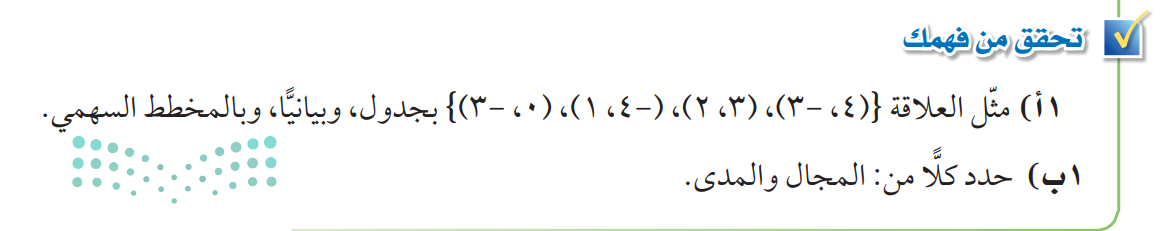 تحقق من فهمك
١أ) مثّل العلاقة {(٤، −٣)، (٣، ٢)، (−٤، ١)، (٠، −٣)} بجدول، وبيانيًّا، وبالمخطط السهمي.
١ب) حدد كلًّا من: المجال والمدى.